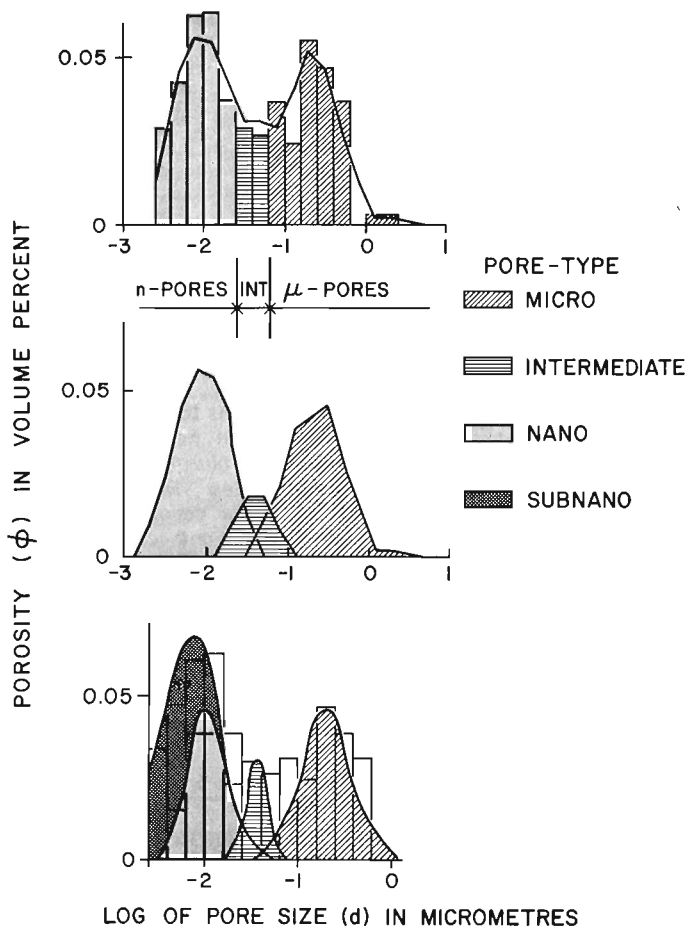 0.05
0
-3 -2 -1 0 1
n-PORES INT μ-PORES
PORE-TYPE
MICRO
INTERMEDIATE
NANO
SUBNANO
0.05
0
-3 -2 -1 0 1
0.05
0
-2 -1 0
POROSITY (ϕ) IN VOLUME PERCENT
LOG OF PORE SIZE (d) IN MICROMETRES